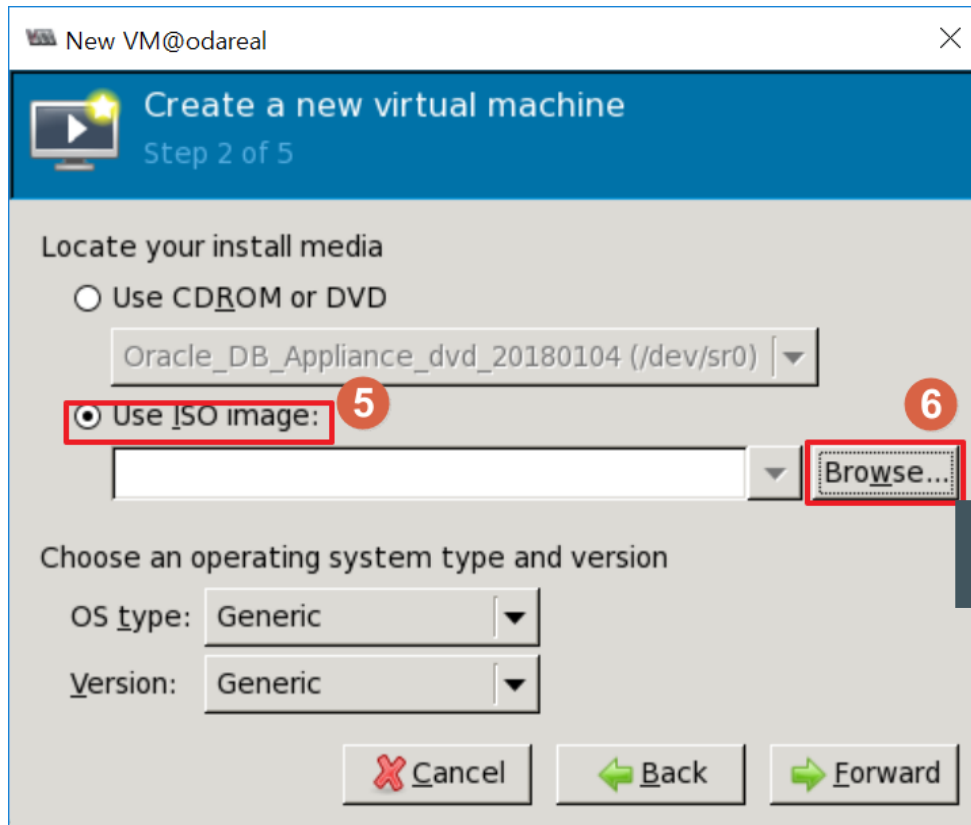 New VM@odareal
Create a new virtual machine
Step 2 of 5
Locate your install media
Use CDROM or DVD
Oracle_DB_Appliance_dvd_20180104 (/dev/sr0)
Use ISO image:
5
6
Browse...
Choose an operating system type and version
OS type: Generic
Version: Generic
Cancel Back Forward